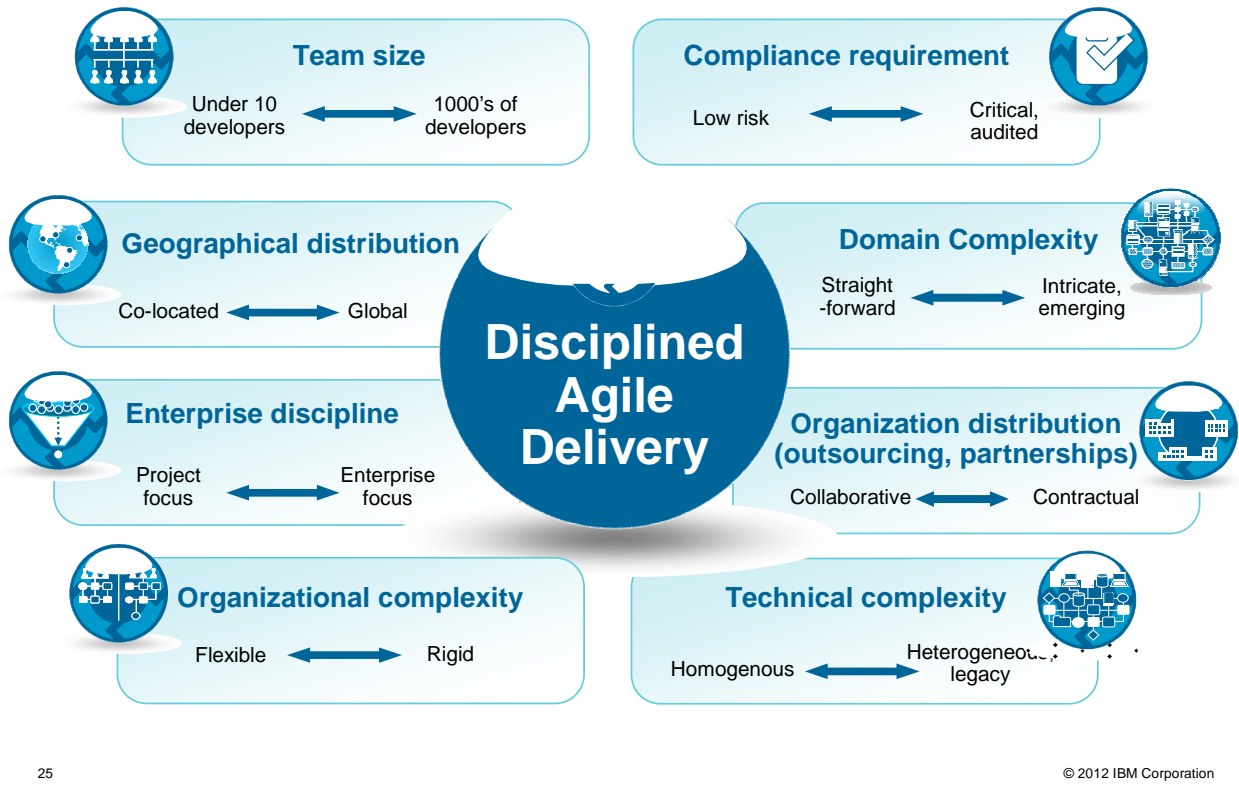 Team size
Under 10
developers
1000’s of
developers
Compliance requirement
Low risk
Critical,
audited
Geographical distribution
Co-located
Global
Domain Complexity
Straight
-forward
Intricate,
emerging
Disciplined
Agile
Delivery
Enterprise discipline
Project
focus
Enterprise
focus
Organization distribution
(outsourcing, partnerships)
Collaborative
Contractual
Organizational complexity
Flexible
Rigid
Technical complexity
Homogenous
Heterogeneous,
legacy
25
© 2012 IBM Corporation